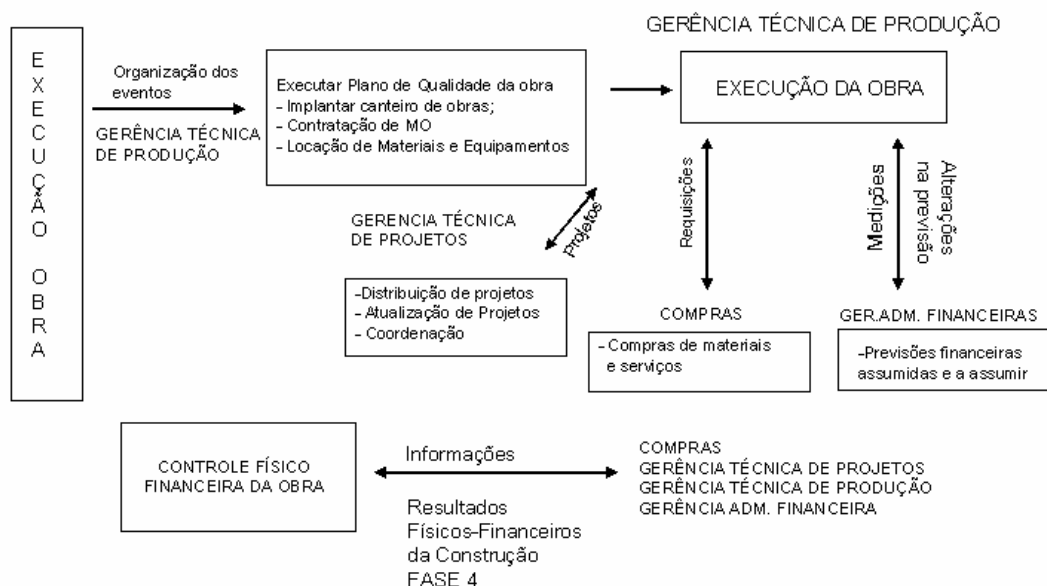 EXECUÇÃO OBRA
Organização dos
eventos
GERÊNCIA TÉCNICA
DE PRODUÇÃO
Executar Plano de Qualidade da obra
- Implantar canteiro de obras;
- Contratação de MO
- Locação de Materiais e Equipamentos
GERÊNCIA TÉCNICA DE PRODUÇÃO
EXECUÇÃO DA OBRA
GERENCIA TÉCNICA
DE PROJETOS
Projetos
-Distribuição de projetos
- Atualização de Projetos
- Coordenação
Requisições
Medições
Alterações
na previsão
COMPRAS
- Compras de materiais
e serviços
GER.ADM. FINANCEIRAS
-Previsões financeiras
assumidas e a assumir
CONTROLE FÍSICO
FINANCEIRA DA OBRA
Informações
Resultados
Físicos-Financeiros
da Construção
FASE 4
COMPRAS
GERÊNCIA TÉCNICA DE PROJETOS
GERÊNCIA TÉCNICA DE PRODUÇÃO
GERÊNCIA ADM. FINANCEIRA